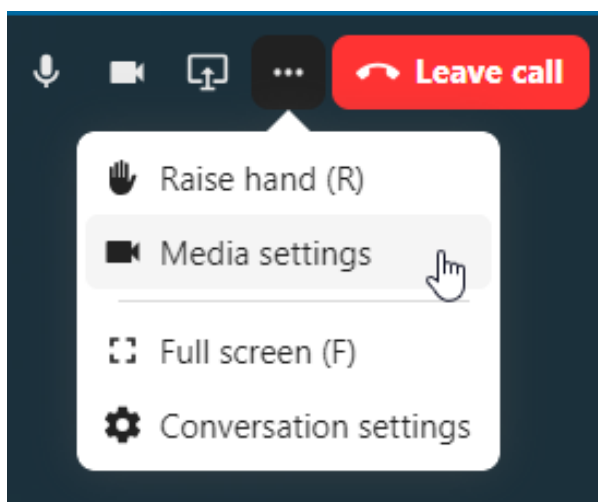 Leave call
Raise hand (R)
Media settings
Full screen (F)
Conversation settings